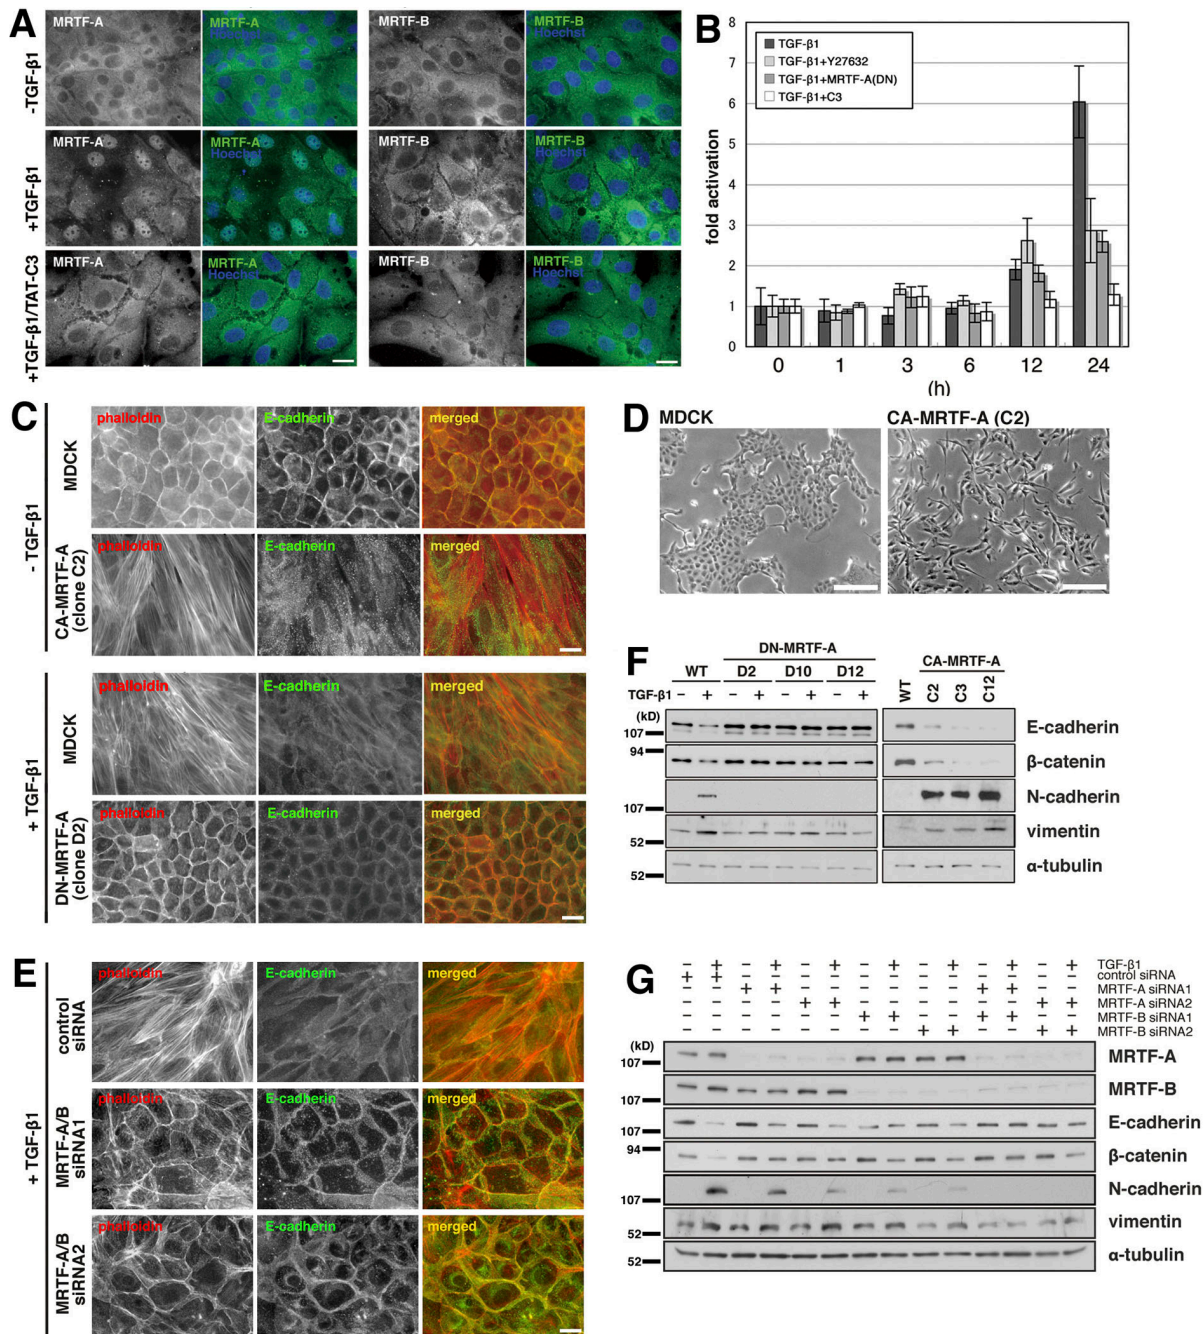 A
MRTF-A
MRTF-A
Hoechst
MRTF-B
MRTF-B
Hoechst
-TGF-β1
MRTF-A
MRTF-A
Hoechst
MRTF-B
MRTF-B
Hoechst
+TGF-β1
MRTF-A
MRTF-A
Hoechst
MRTF-B
MRTF-B
Hoechst
+TGF-β1/TAT-C3
B
fold activation
8
7
6
5
4
3
2
1
0
TGF-β1
TGF-β1+Y27632
TGF-β1+MRTF-A(DN)
TGF-β1+C3
0 1 3 6 12 24
(h)
C
- TGF-β1
MDCK
phalloidin E-cadherin merged
CA-MRTF-A
(clone C2)
phalloidin E-cadherin merged
+ TGF-β1
MDCK
phalloidin E-cadherin merged
DN-MRTF-A
(clone D2)
phalloidin E-cadherin merged
D
MDCK CA-MRTF-A (C2)
E
+ TGF-β1
control
siRNA
phalloidin E-cadherin merged
MRTF-A/B
siRNA1
phalloidin E-cadherin merged
MRTF-A/B
siRNA2
phalloidin E-cadherin merged
F
DN-MRTF-A CA-MRTF-A
WT D2 D10 D12 WT C2 C3 C12
TGF-β1 − + − + − + − +
(kD)
107 E-cadherin
94 β-catenin
107 N-cadherin
52 vimentin
52 α-tubulin
G
− + − + − + − + − + − + − + TGF-β1
+ + − − − − − − − − − − − − control siRNA
− − + + − − − − − − + + − − MRTF-A siRNA1
− − − − + + − − − − − − + + MRTF-A siRNA2
− − − − − − + + − − + + − − MRTF-B siRNA1
− − − − − − − − + + − − + + MRTF-B siRNA2
(kD)
107 MRTF-A
107 MRTF-B
107 E-cadherin
94 β-catenin
107 N-cadherin
52 vimentin
52 α-tubulin